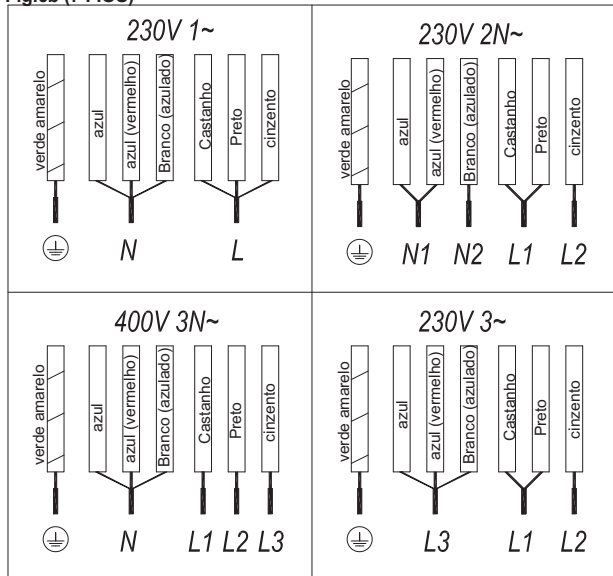 230V 1~
verde amarelo
azul
azul (vermelho)
Branco (azulado)
Castanho
Preto
cinzento
N
L
230V 2N~
verde amarelo
azul
azul (vermelho)
Branco (azulado)
Castanho
Preto
cinzento
N1 N2 L1 L2
400V 3N~
verde amarelo
azul
azul (vermelho)
Branco (azulado)
Castanho
Preto
cinzento
N L1 L2 L3
230V 3~
verde amarelo
azul
azul (vermelho)
Branco (azulado)
Castanho
Preto
cinzento
L3 L1 L2